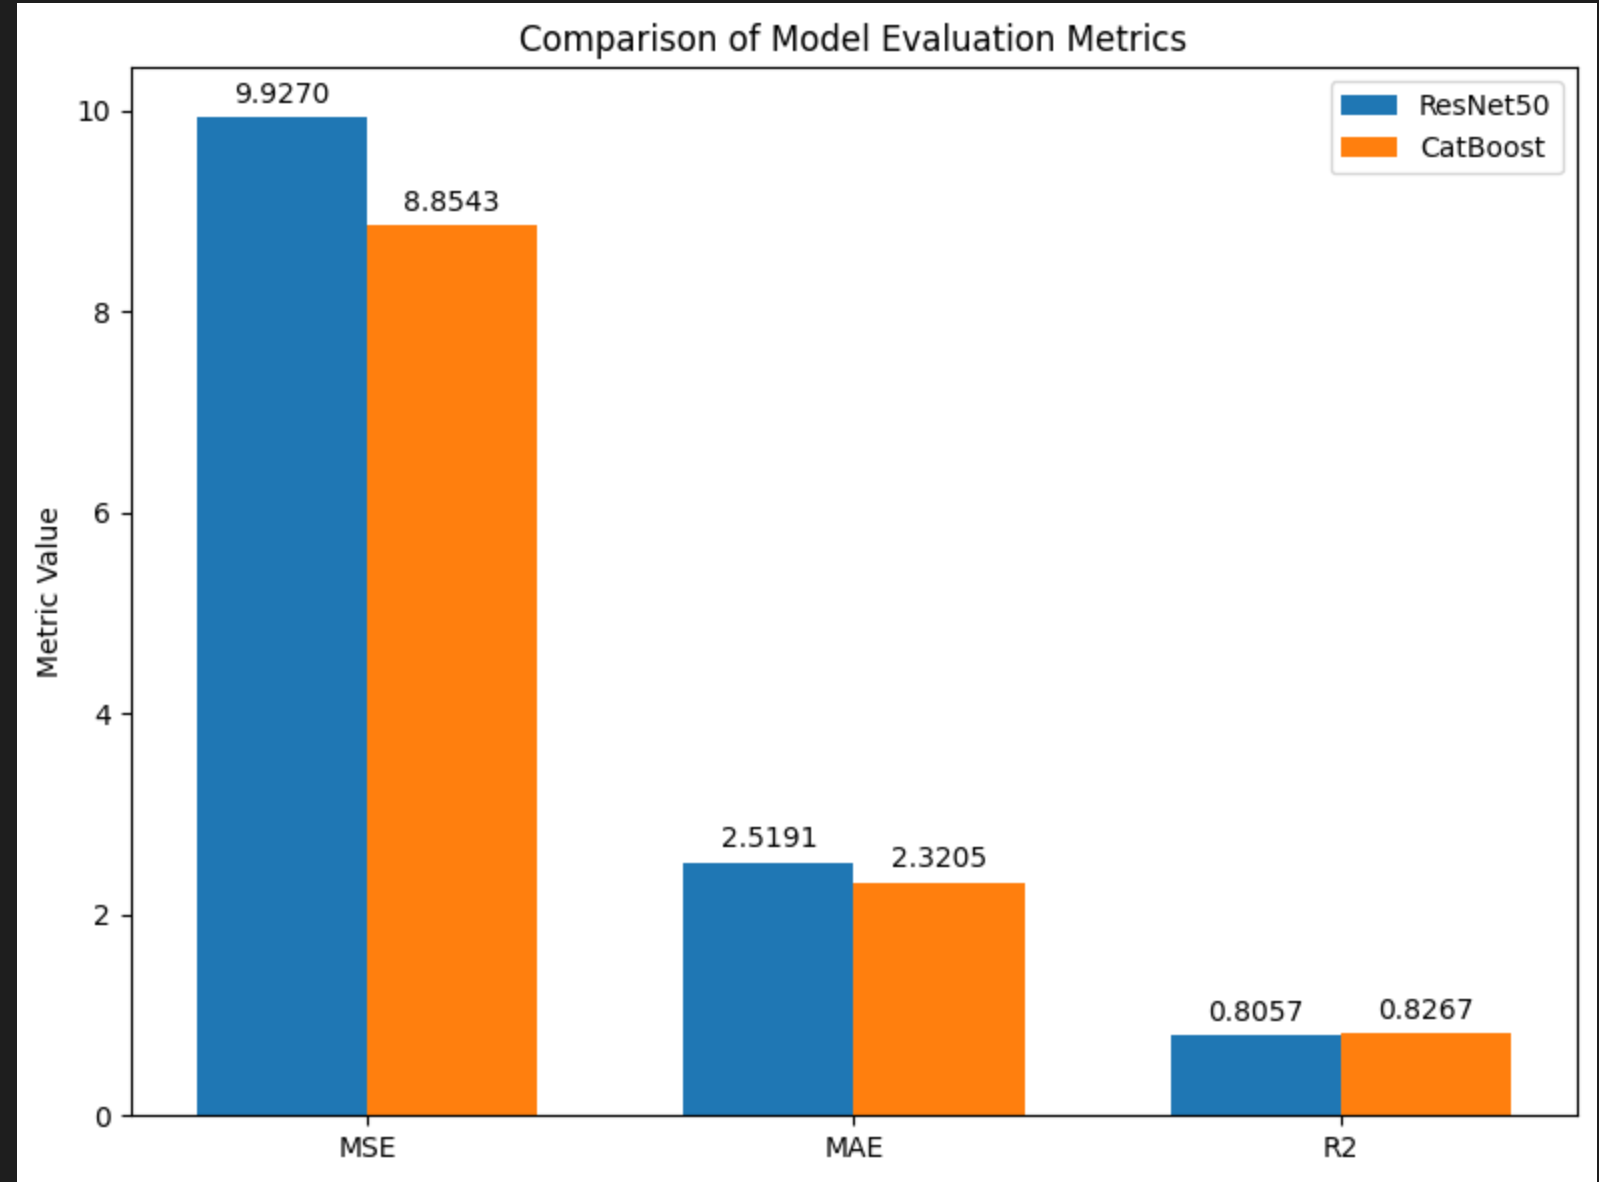 Comparison of Model Evaluation Metrics
ResNet50
CatBoost
Metric Value
10
8
6
4
2
0
9.9270
8.8543
2.5191
2.3205
0.8057
0.8267
MSE
MAE
R2